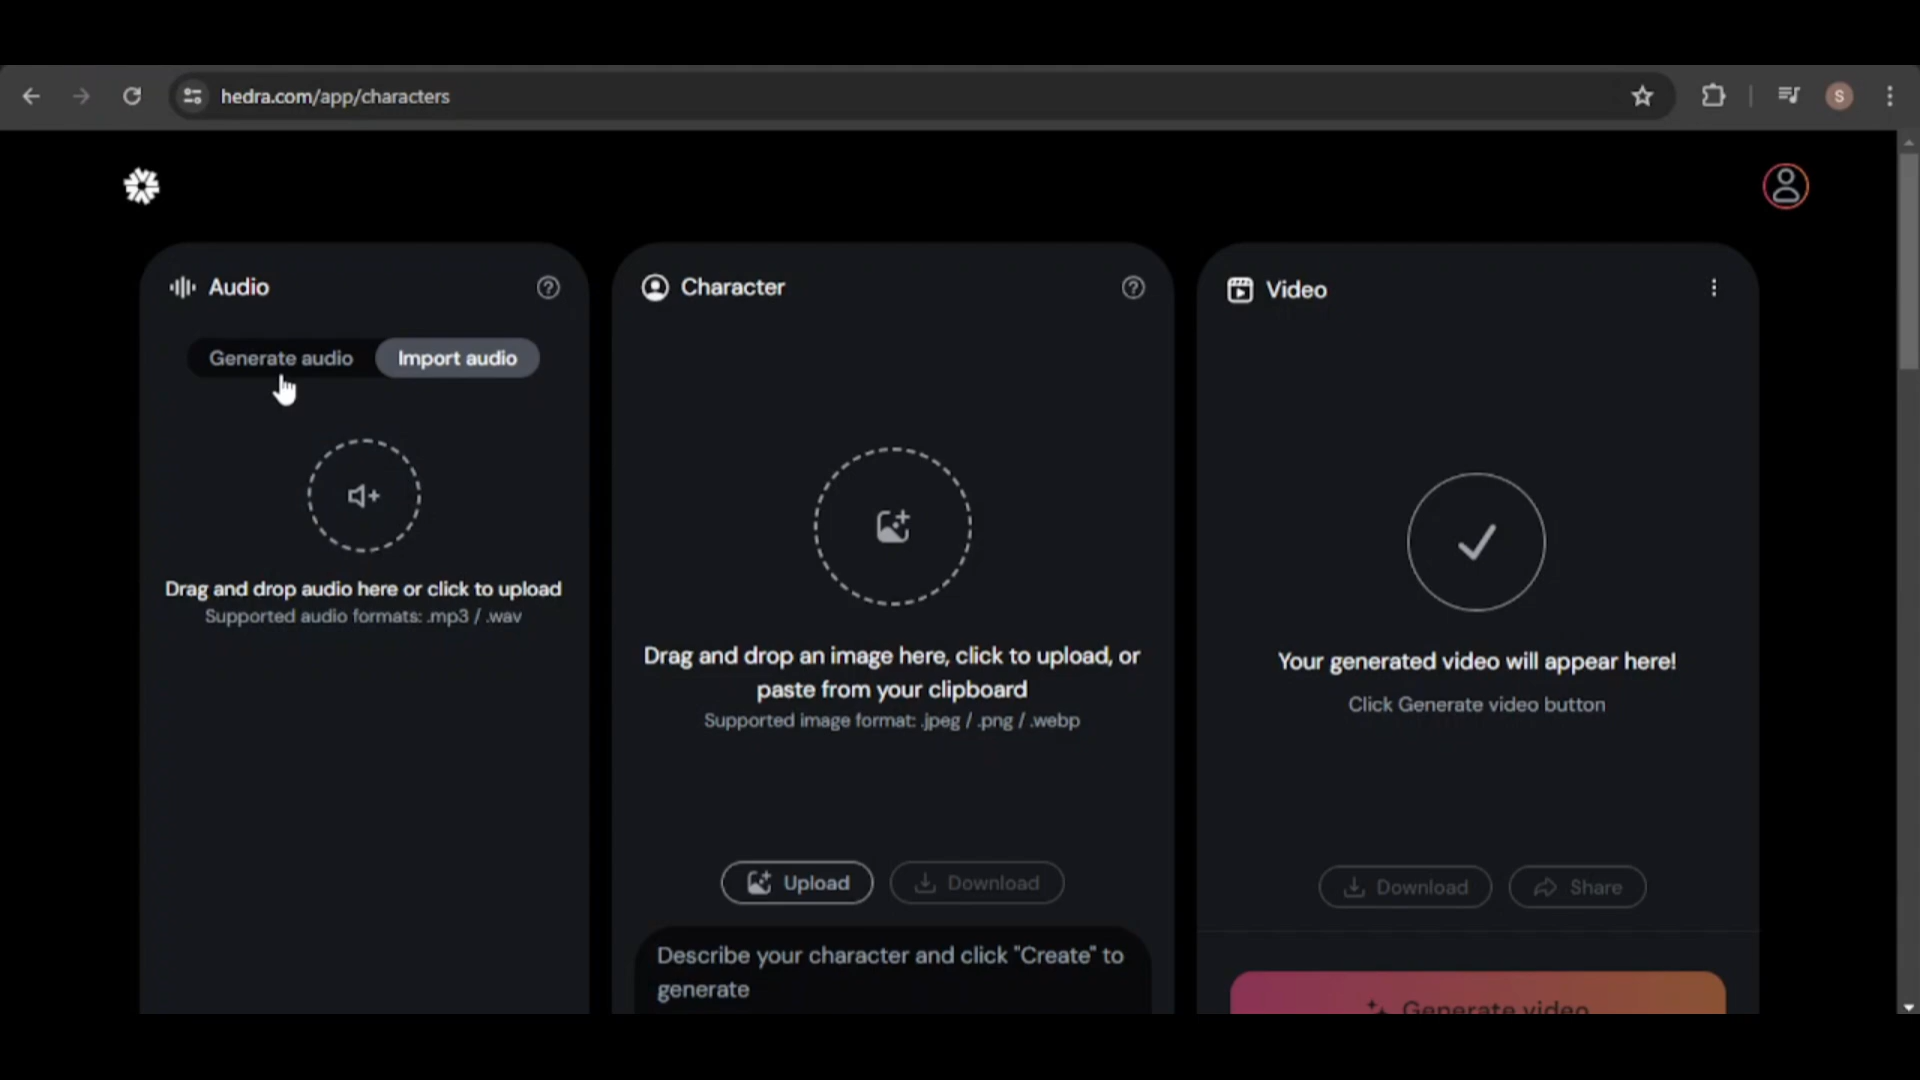 hedra.com/app/characters
S
Audio
Generate audio
Import audio
Drag and drop audio here or click to upload
Supported audio formats: .mp3 / .wav
Character
Drag and drop an image here, click to upload, or
paste from your clipboard
Supported image format: .jpeg / .png / .webp
Upload
Download
Describe your character and click "Create" to
generate
Video
Your generated video will appear here!
Click Generate video button
Download
Share
Generate video